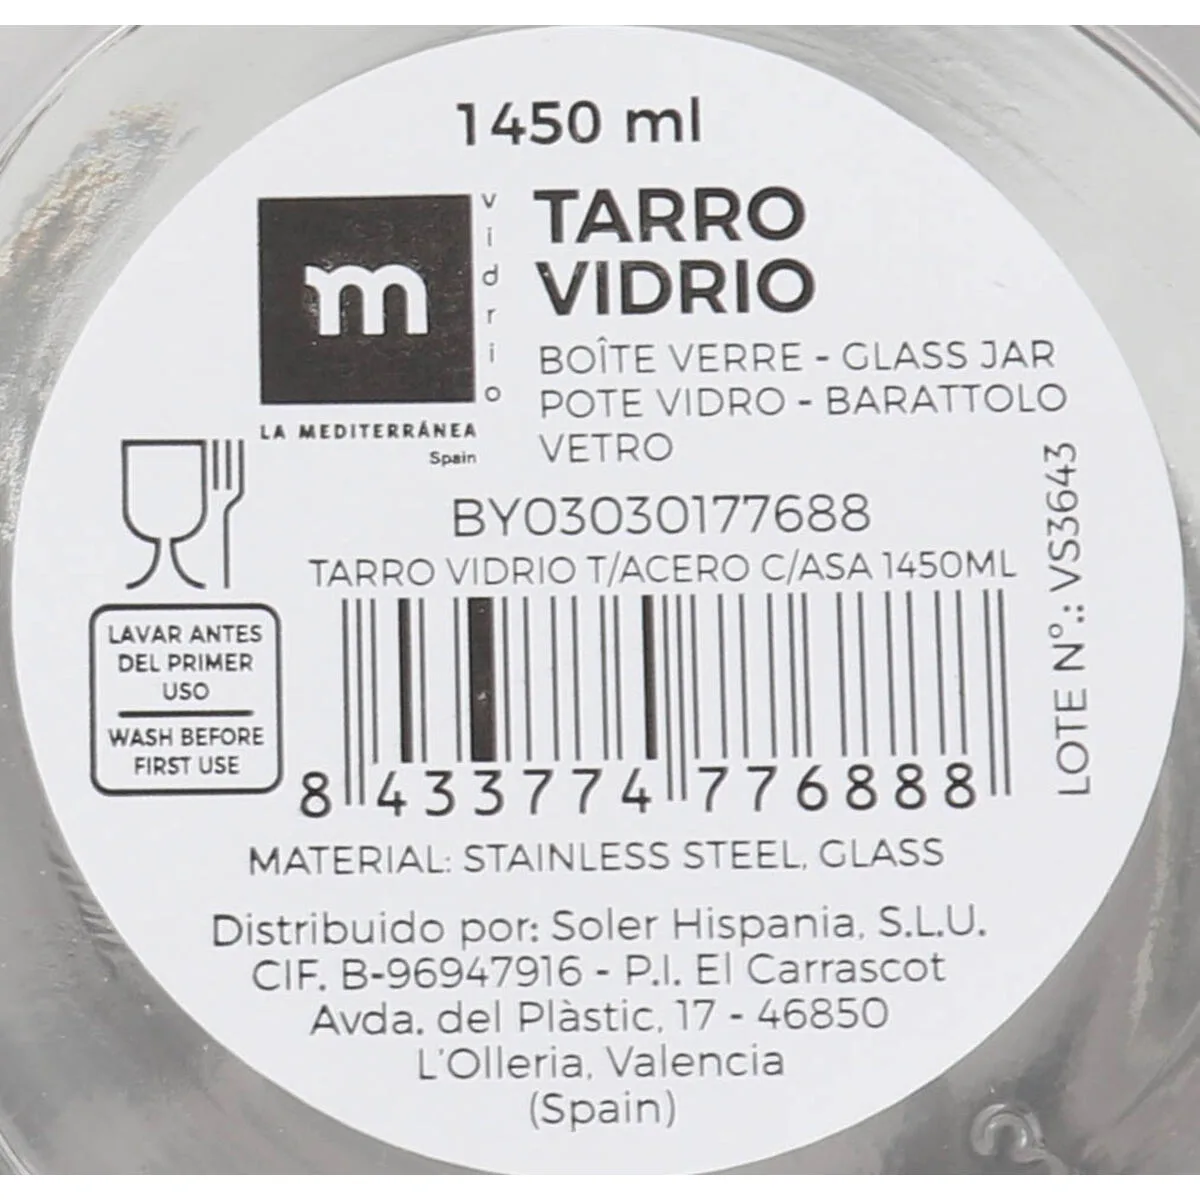 1450 ml
m
vidrio
LA MEDITERRÁNEA
Spain
TARRO
VIDRIO
BOÎTE VERRE - GLASS JAR
POTE VIDRO - BARATTOLO
VETRO
BY03030177688
TARRO VIDRIO T/ACERO C/ASA 1450ML
LOTE N°.: VS3643
LAVAR ANTES
DEL PRIMER
USO
WASH BEFORE
FIRST USE
8 433774 776888
MATERIAL: STAINLESS STEEL, GLASS
Distribuido por: Soler Hispania, S.L.U.
CIF. B-96947916 - P.I. El Carrascot
Avda. del Plàstic, 17 - 46850
L'Olleria, Valencia
(Spain)